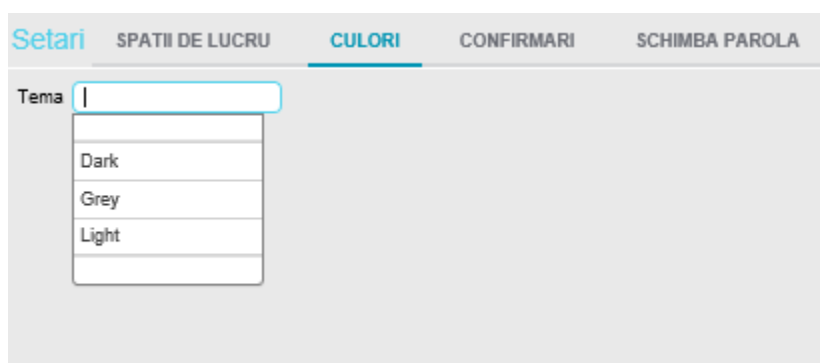 Setari SPATII DE LUCRU CULORI CONFIRMARI SCHIMBA PAROLA
Tema
Dark
Grey
Light